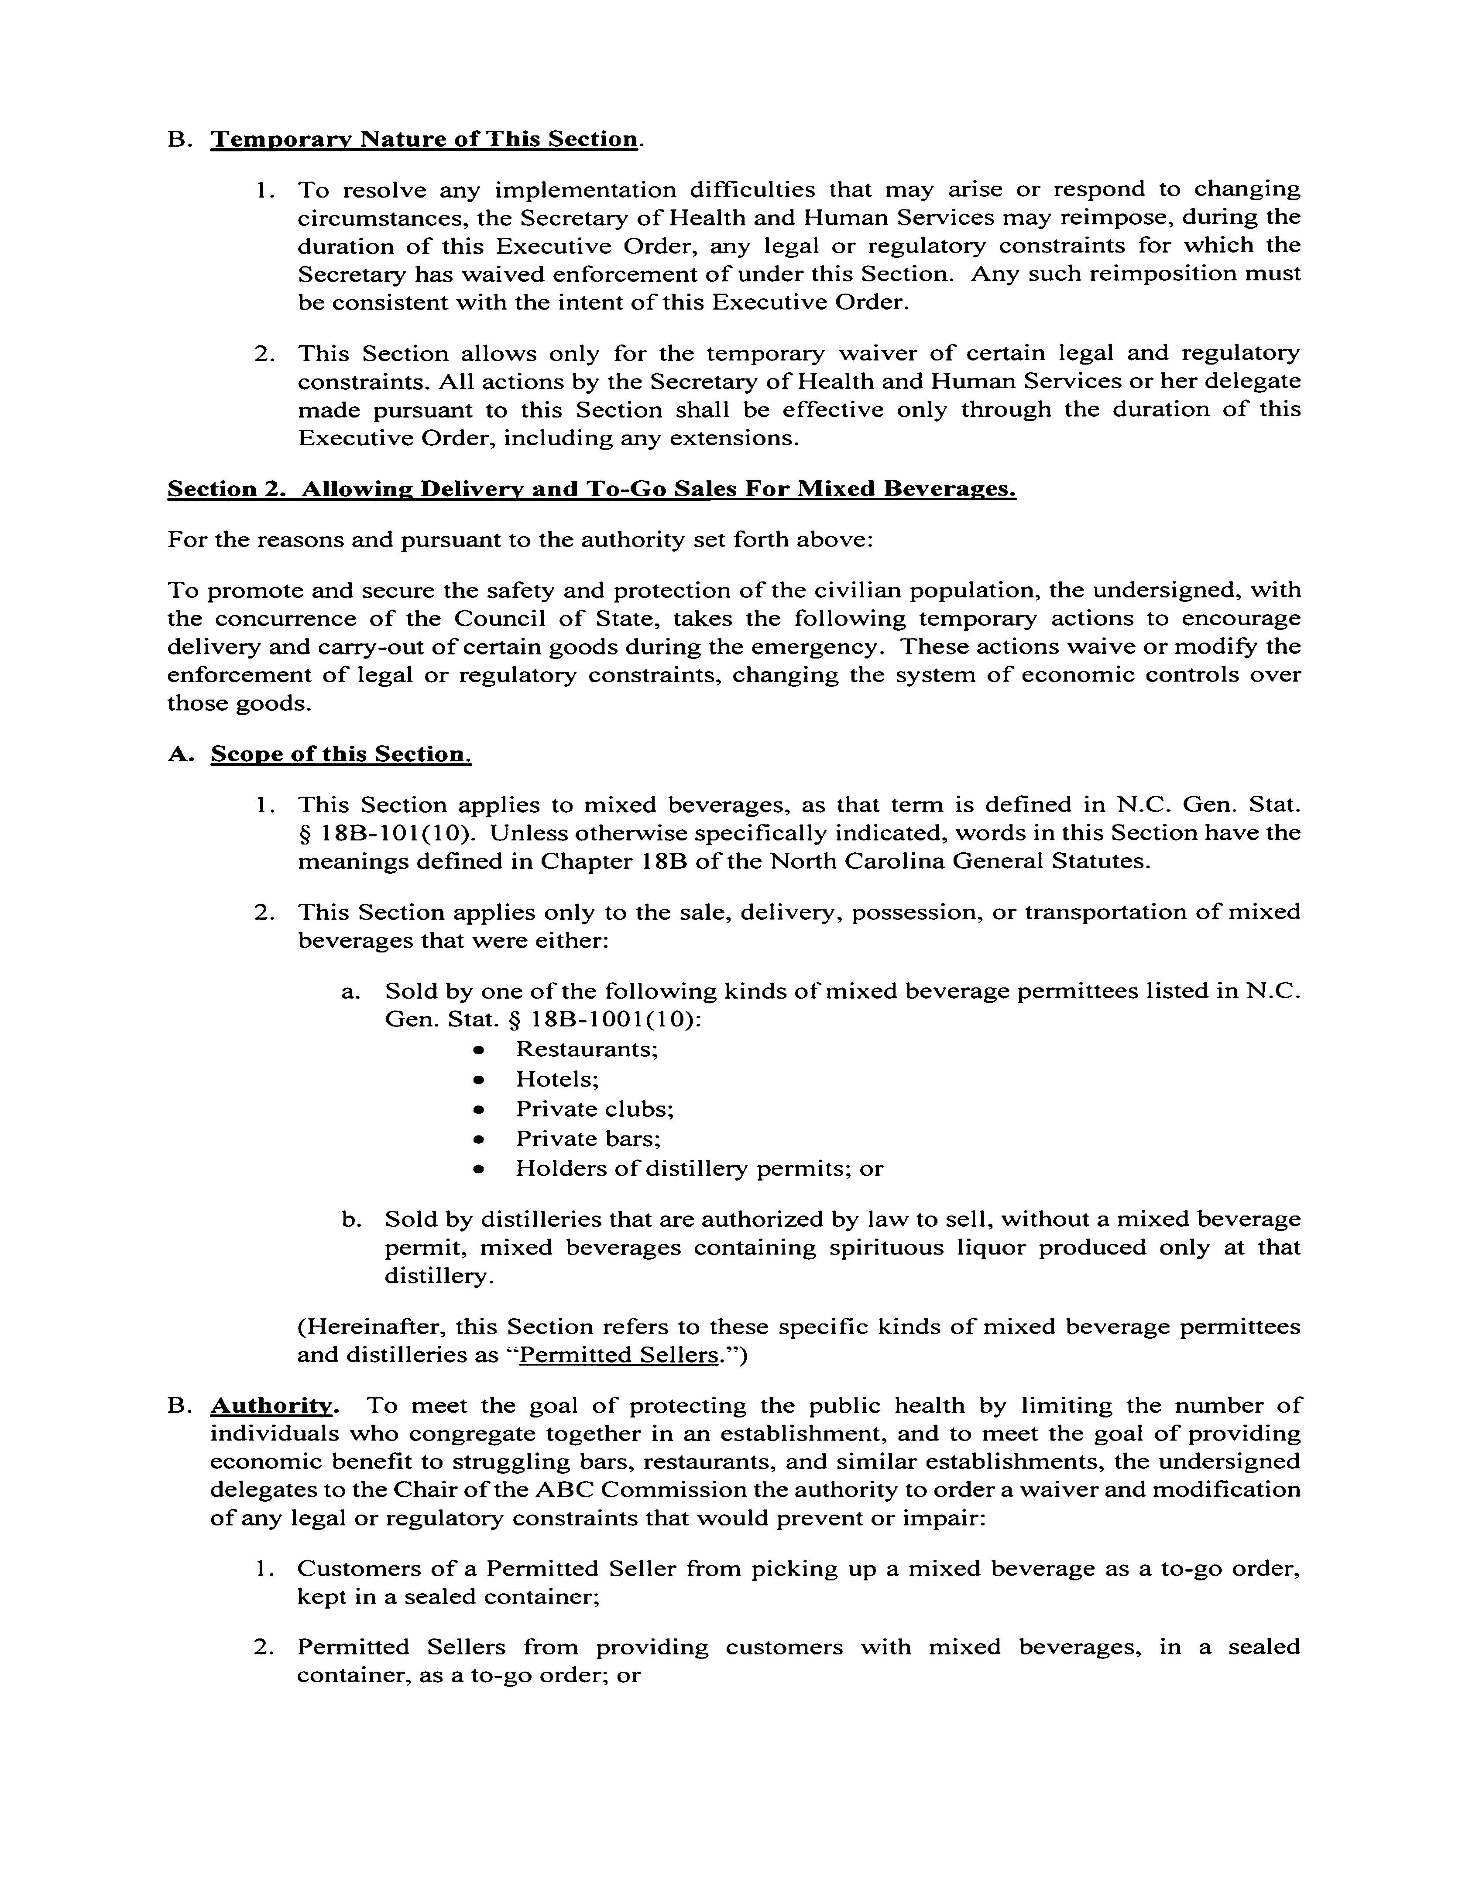 B. Temporary Nature of This Section.
1. To resolve any implementation difficulties that may arise or respond to changing
circumstances, the Secretary of Health and Human Services may reimpose, during the
duration of this Executive Order, any legal or regulatory constraints for which the
Secretary has waived enforcement of under this Section. Any such reimposition must
be consistent with the intent of this Executive Order.
2. This Section allows only for the temporary waiver of certain legal and regulatory
constraints. All actions by the Secretary of Health and Human Services or her delegate
made pursuant to this Section shall be effective only through the duration of this
Executive Order, including any extensions.
Section 2. Allowing Delivery and To-Go Sales For Mixed Beverages.
For the reasons and pursuant to the authority set forth above:
To promote and secure the safety and protection of the civilian population, the undersigned, with
the concurrence of the Council of State, takes the following temporary actions to encourage
delivery and carry-out of certain goods during the emergency. These actions waive or modify the
enforcement of legal or regulatory constraints, changing the system of economic controls over
those goods.
A. Scope of this Section.
1. This Section applies to mixed beverages, as that term is defined in N.C. Gen. Stat.
§ 18B-101(10). Unless otherwise specifically indicated, words in this Section have the
meanings defined in Chapter 18B of the North Carolina General Statutes.
2. This Section applies only to the sale, delivery, possession, or transportation of mixed
beverages that were either:
a. Sold by one of the following kinds of mixed beverage permittees listed in N.C.
Gen. Stat. § 18B-1001(10):
• Restaurants;
• Hotels;
• Private clubs;
• Private bars;
• Holders of distillery permits; or
b. Sold by distilleries that are authorized by law to sell, without a mixed beverage
permit, mixed beverages containing spirituous liquor produced only at that
distillery.
(Hereinafter, this Section refers to these specific kinds of mixed beverage permittees
and distilleries as “Permitted Sellers.”)
B. Authority. To meet the goal of protecting the public health by limiting the number of
individuals who congregate together in an establishment, and to meet the goal of providing
economic benefit to struggling bars, restaurants, and similar establishments, the undersigned
delegates to the Chair of the ABC Commission the authority to order a waiver and modification
of any legal or regulatory constraints that would prevent or impair:
1. Customers of a Permitted Seller from picking up a mixed beverage as a to-go order,
kept in a sealed container;
2. Permitted Sellers from providing customers with mixed beverages, in a sealed
container, as a to-go order; or